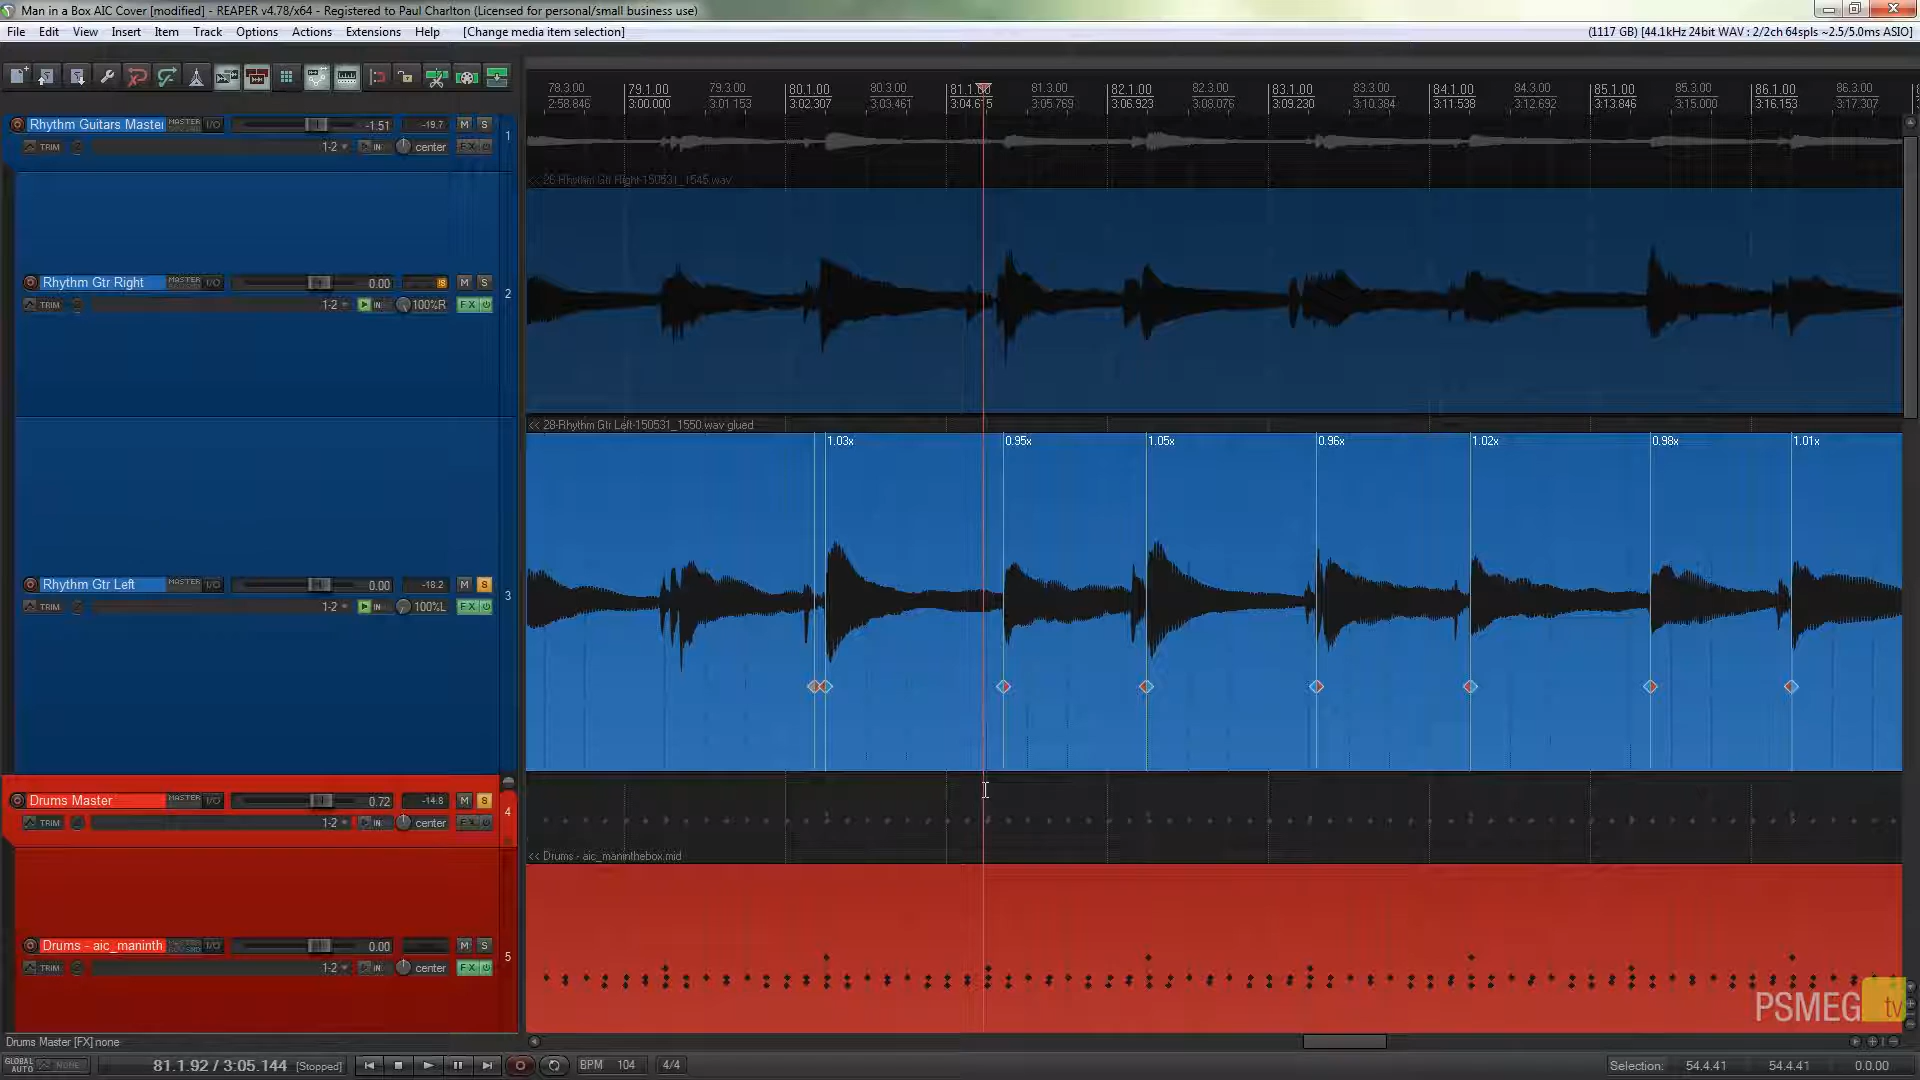 Man in a Box AIC Cover [modified] - REAPER v4.78/x64 - Registered to Paul Charlton (Licensed for personal/small business use)
File Edit View Insert Item Track Options Actions Extensions Help [Change media item selection]
(1117 GB) [44.1kHz 24bit WAV : 2/2ch 64spls ~2.5/5.0ms ASIO]
78.3.00 79.1.00 79.3.00 80.1.00 80.3.00 81.1.00 81.3.00 82.1.00 82.3.00 83.1.00 83.3.00 84.1.00 84.3.00 85.1.00 85.3.00 86.1.00 86.3.00
2:58.846 3:00.000 3:01.153 3:02.307 3:03.461 3:04.615 3:05.769 3:06.923 3:08.076 3:09.230 3:10.384 3:11.538 3:12.692 3:13.846 3:15.000 3:16.153 3:17.307
Rhythm Guitars Master MASTER I/O -1.51 -19.7 M S 1
TRIM 1-2 IN center FX
<< 26-Rhythm Gtr Right-150531_1545.wav
Rhythm Gtr Right MASTER I/O 0.00 M S 2
TRIM 1-2 IN 100%R FX
<< 28-Rhythm Gtr Left-150531_1550.wav glued
1.03x 0.95x 1.05x 0.96x 1.02x 0.98x 1.01x
Rhythm Gtr Left MASTER I/O 0.00 -18.2 M S 3
TRIM 1-2 IN 100%L FX
Drums Master MASTER I/O 0.72 -14.8 M S 4
TRIM 1-2 IN center FX
<< Drums - aic_maninthebox.mid
Drums - aic_maninth I/O 0.00 M S 5
TRIM 1-2 IN center FX
PSMEG tv
Drums Master [FX] none
GLOBAL AUTO NONE 81.1.92 / 3:05.144 [Stopped] BPM 104 4/4 Selection: 54.4.41 54.4.41 0.0.00